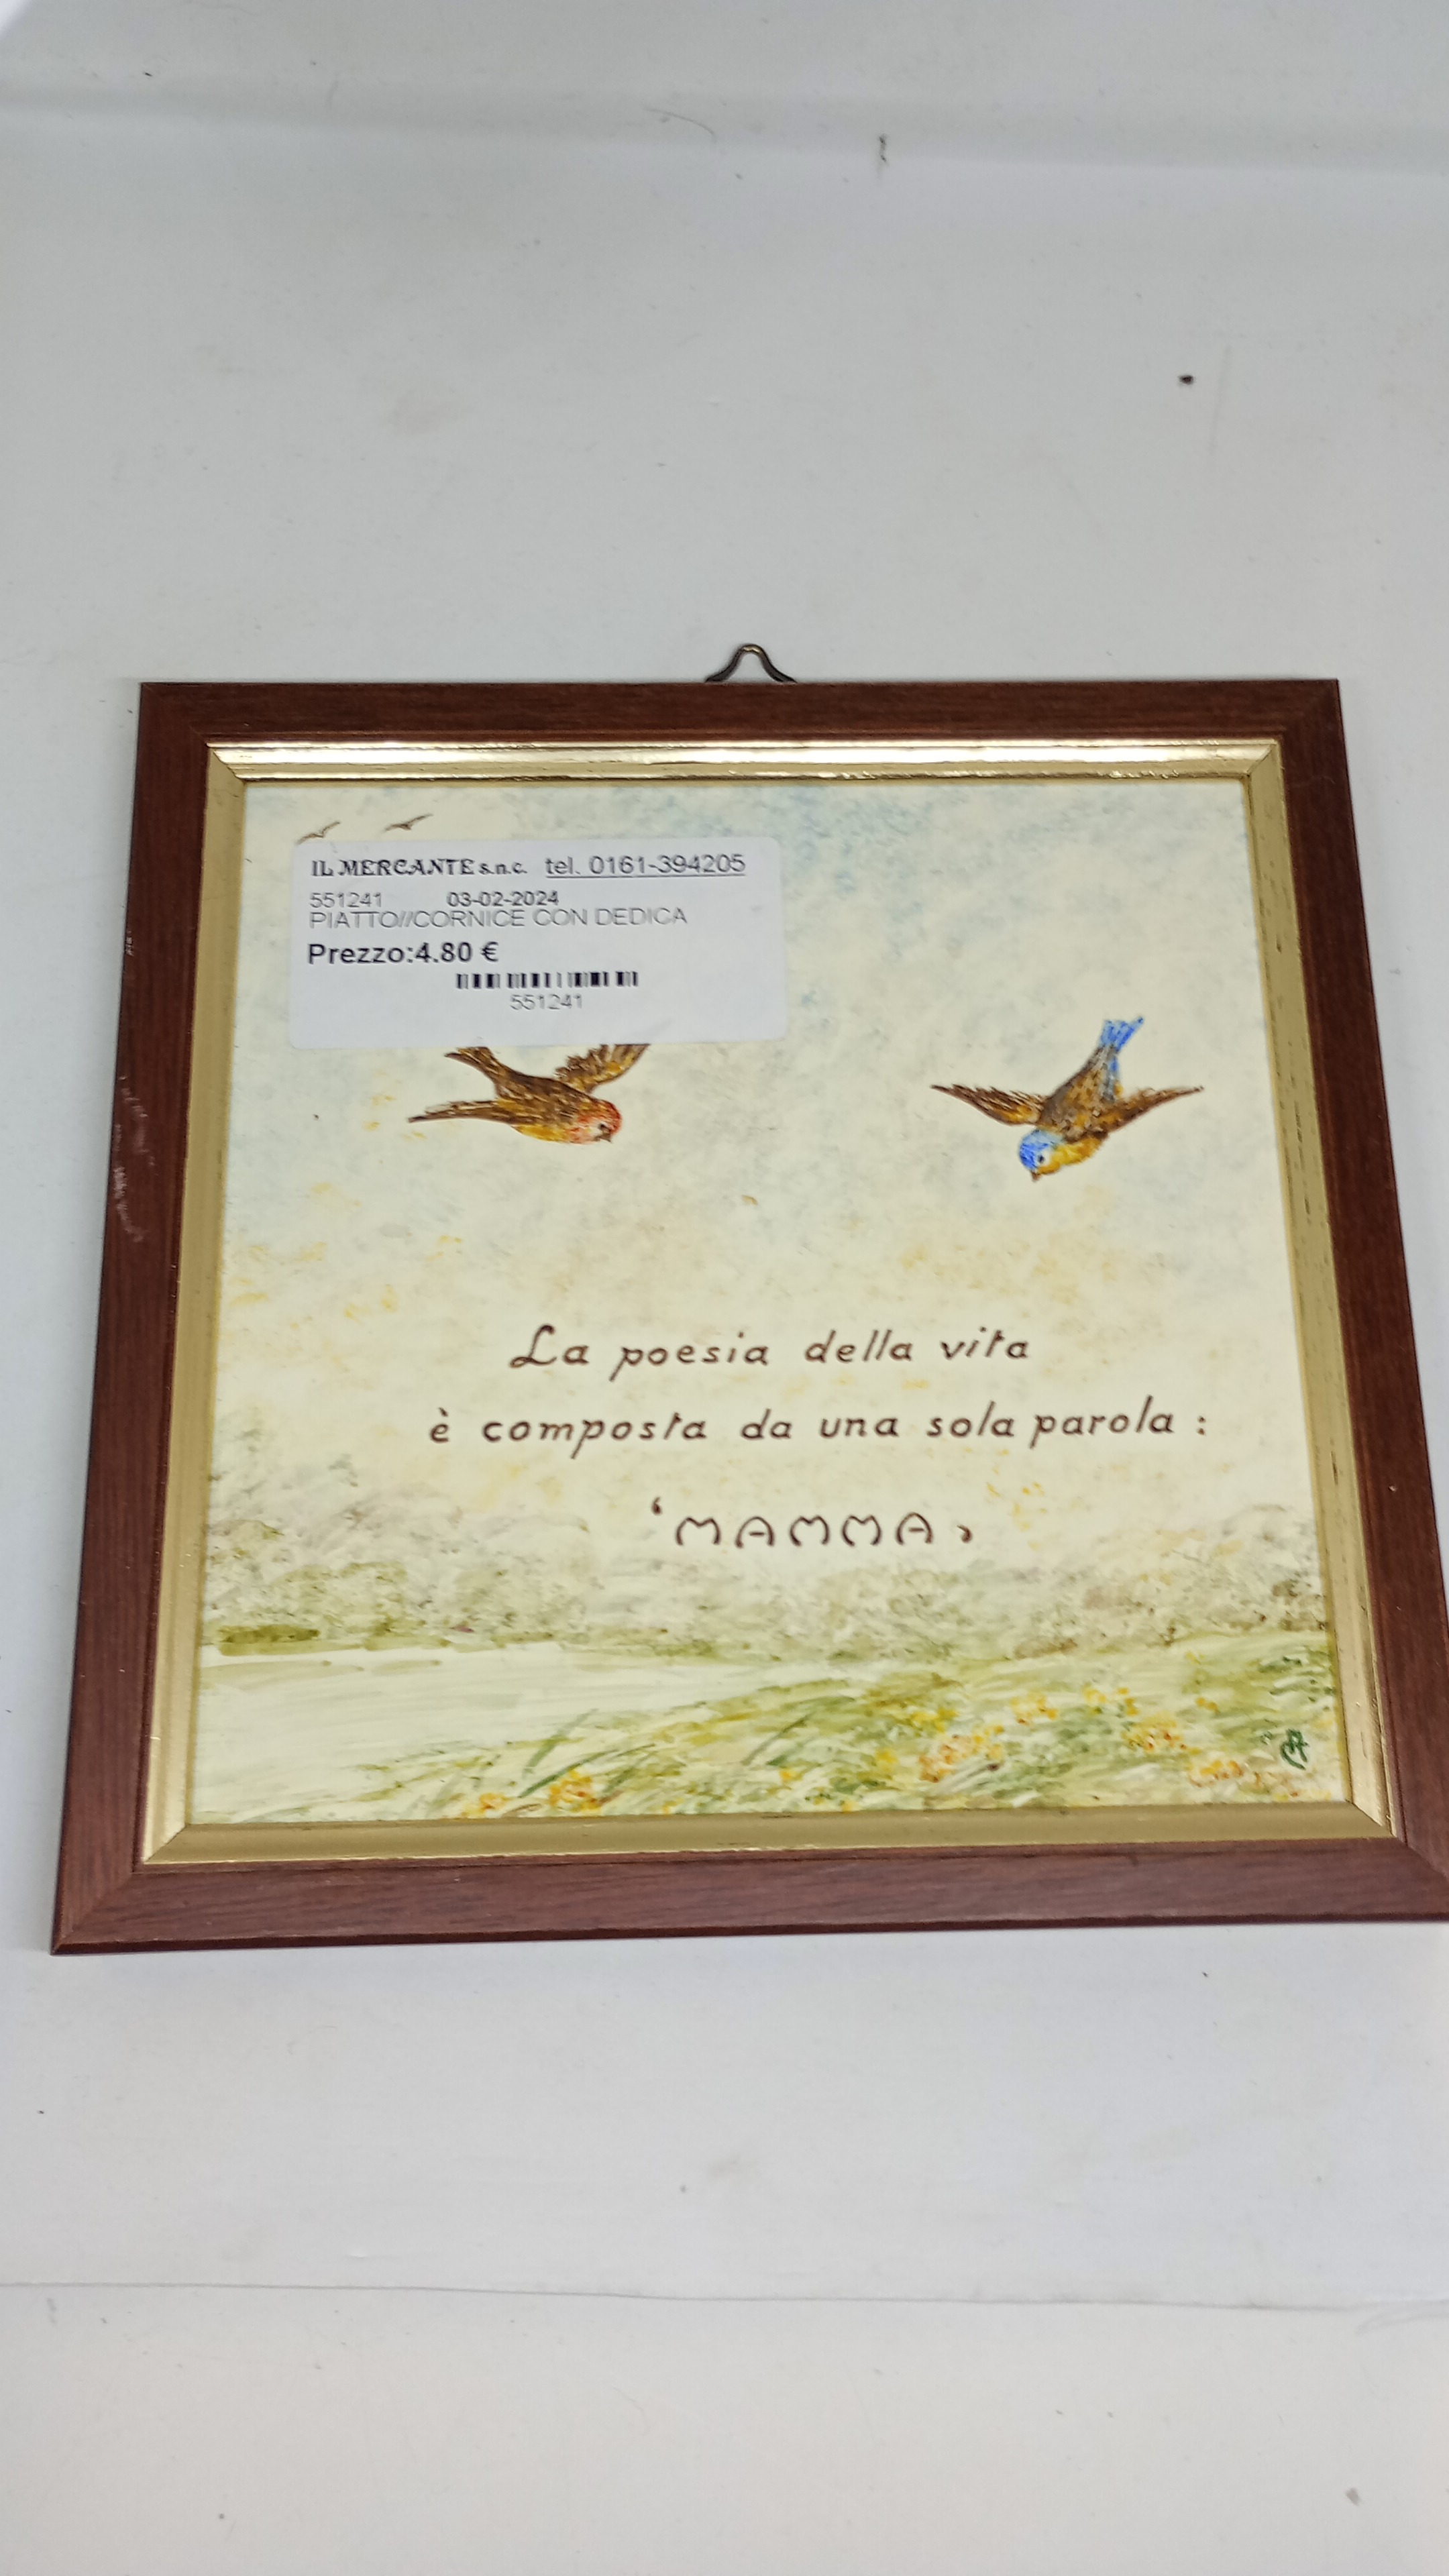 IL MERCANTE s.n.c. tel. 0161-394205
551241 03-02-2024
PIATTO//CORNICE CON DEDICA
Prezzo:4.80 €
551241
La poesia della vita
è composta da una sola parola :
‘MAMMA,